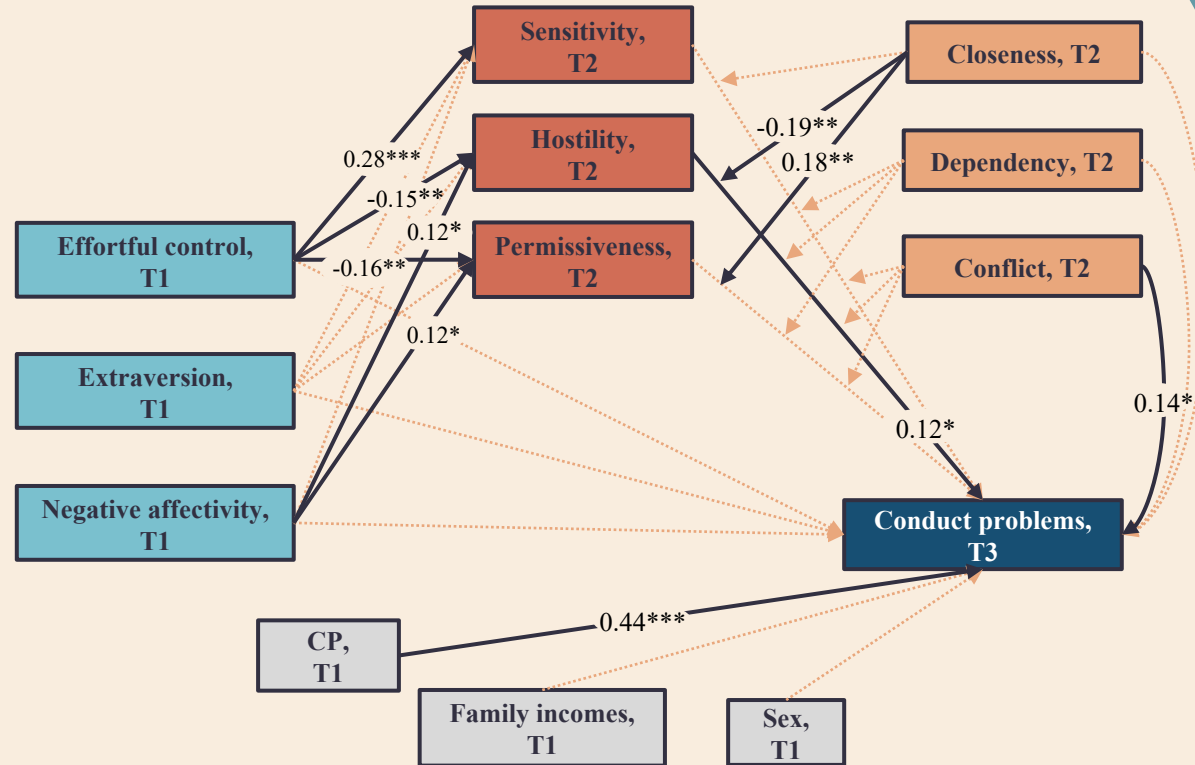 Sensitivity,
T2
Closeness, T2
-0.19**
Hostility,
T2
0.28***
0.18**
Dependency, T2
-0.15**
Effortful control,
T1
0.12*
Permissiveness,
T2
-0.16**
Conflict, T2
0.12*
Extraversion,
T1
0.14*
0.12*
Negative affectivity,
T1
Conduct problems,
T3
0.44***
CP,
T1
Family incomes,
T1
Sex,
T1